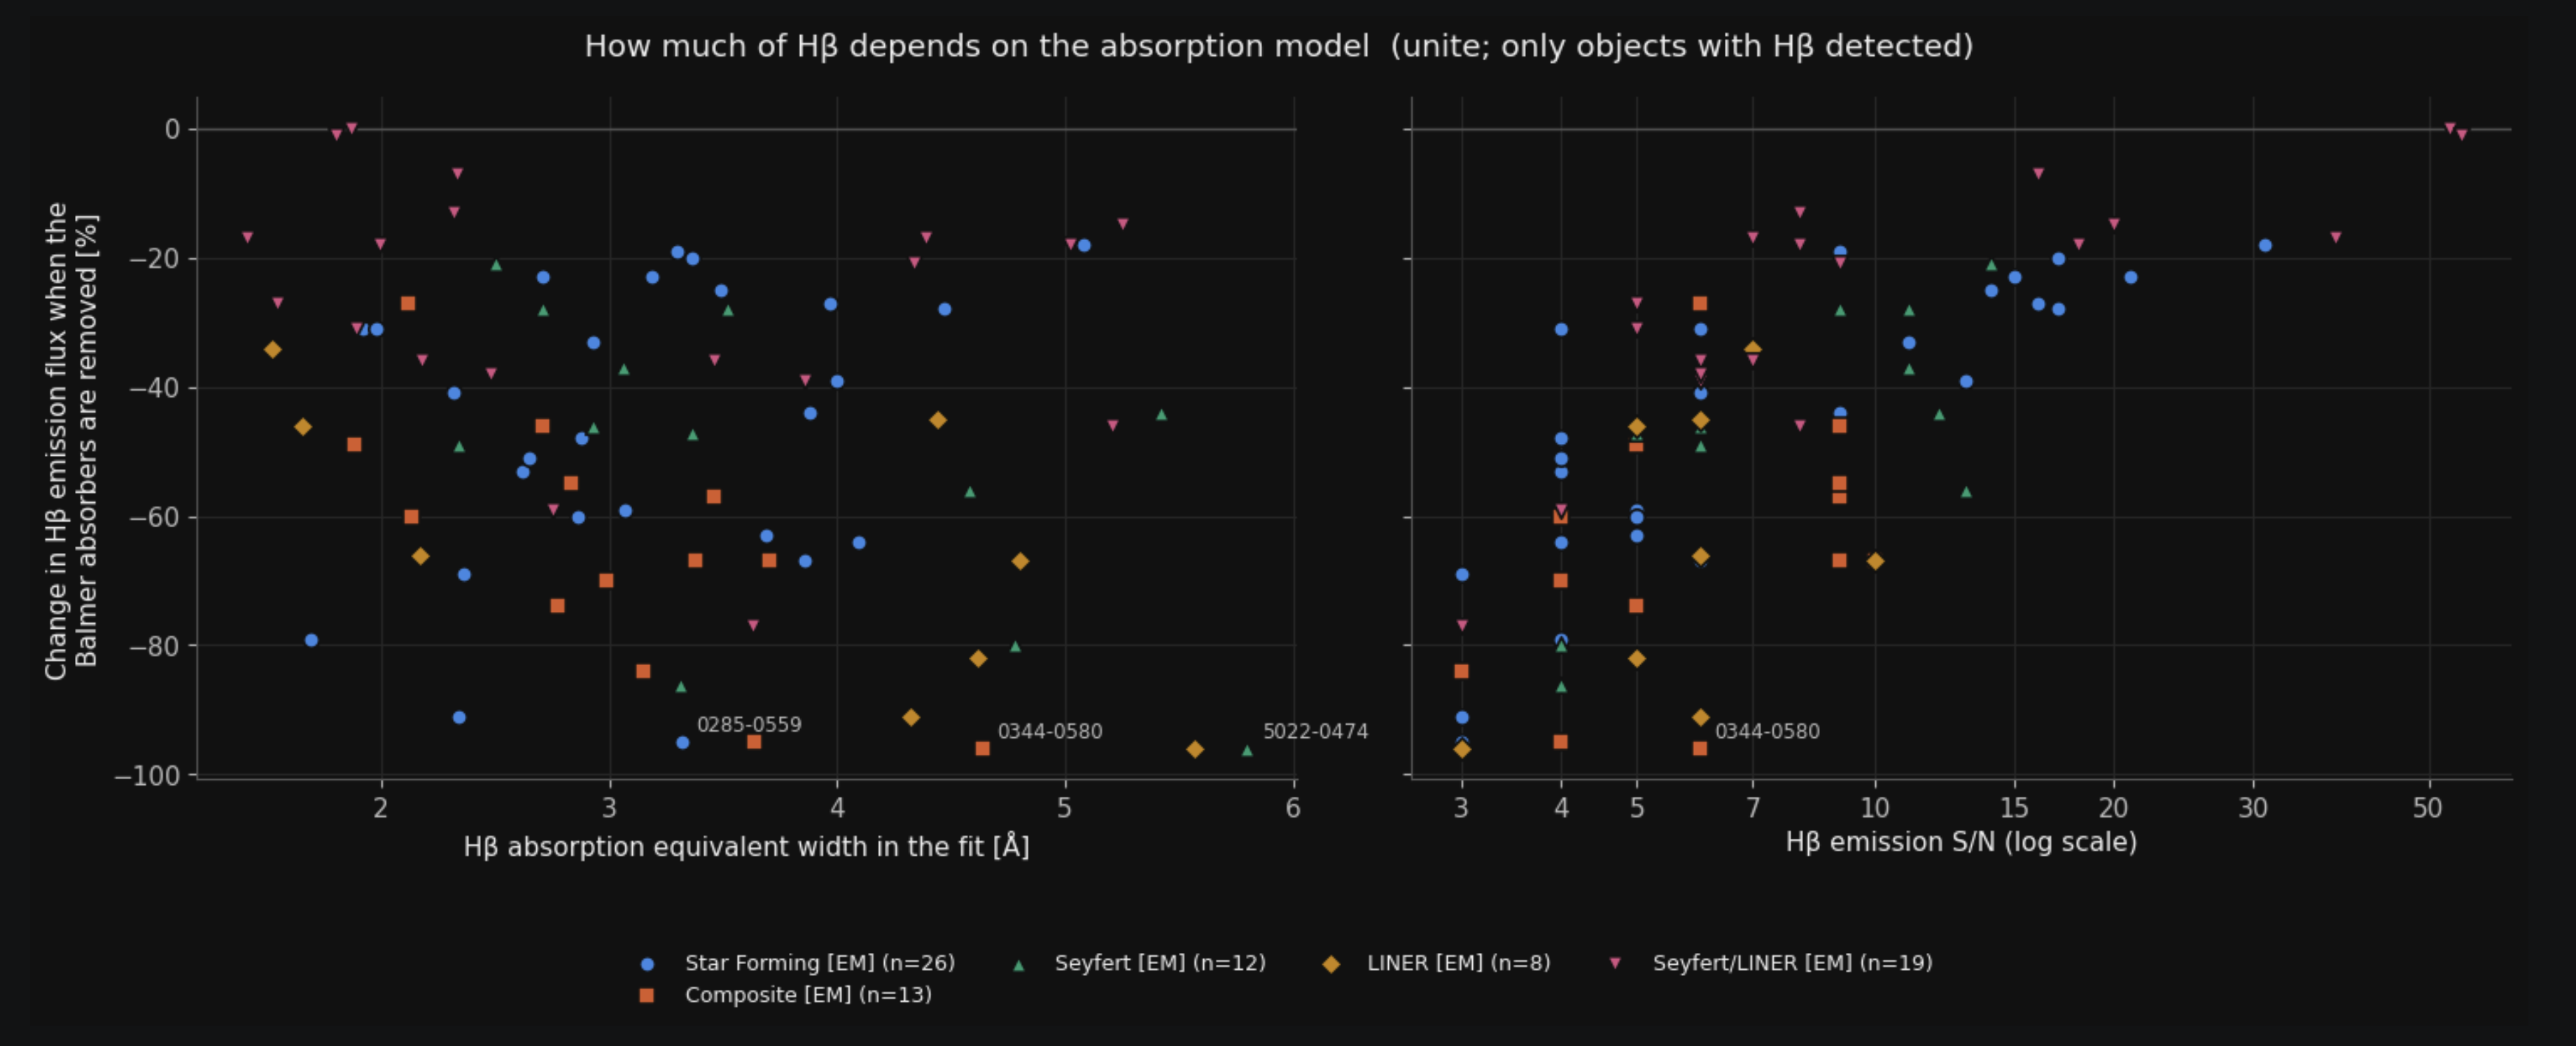 How much of Hβ depends on the absorption model (unite; only objects with Hβ detected)
Change in Hβ emission flux when the
Balmer absorbers are removed [%]
0
−20
−40
−60
−80
−100
0285-0559
0344-0580
5022-0474
2
3
4
5
6
Hβ absorption equivalent width in the fit [Å]
0344-0580
3
4
5
7
10
15
20
30
50
Hβ emission S/N (log scale)
Star Forming [EM] (n=26)
Composite [EM] (n=13)
Seyfert [EM] (n=12)
LINER [EM] (n=8)
Seyfert/LINER [EM] (n=19)